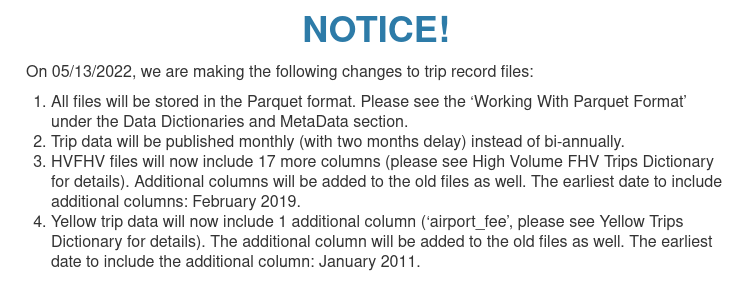 NOTICE!
On 05/13/2022, we are making the following changes to trip record files:
1. All files will be stored in the Parquet format. Please see the ‘Working With Parquet Format’
under the Data Dictionaries and MetaData section.
2. Trip data will be published monthly (with two months delay) instead of bi-annually.
3. HVFHV files will now include 17 more columns (please see High Volume FHV Trips Dictionary
for details). Additional columns will be added to the old files as well. The earliest date to include
additional columns: February 2019.
4. Yellow trip data will now include 1 additional column (‘airport_fee’, please see Yellow Trips
Dictionary for details). The additional column will be added to the old files as well. The earliest
date to include the additional column: January 2011.